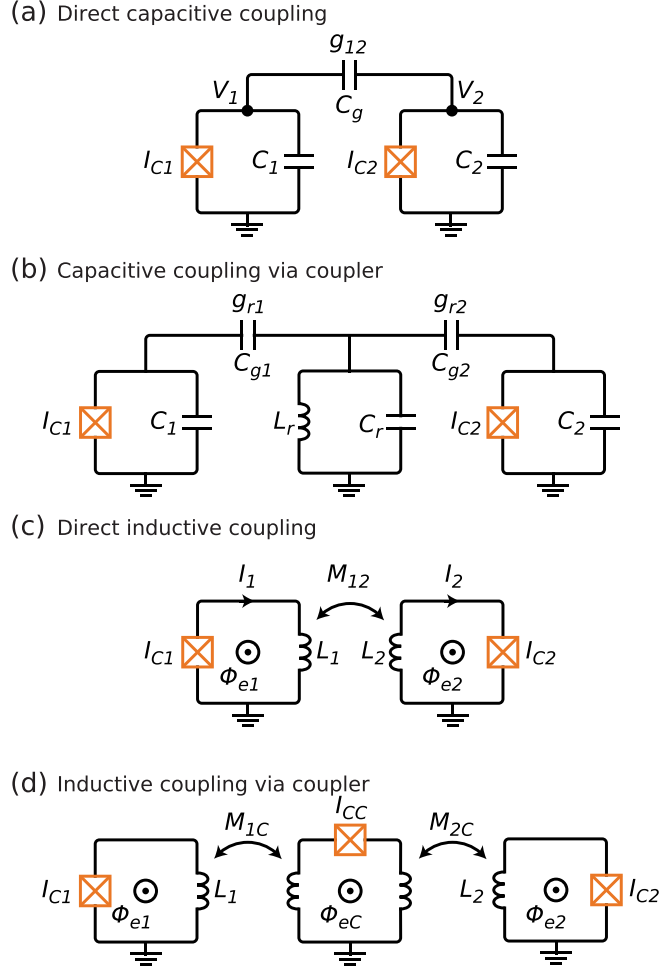 (a) Direct capacitive coupling
g12
V1 V2
Cg
IC1 C1 IC2 C2
(b) Capacitive coupling via coupler
gr1 gr2
Cg1 Cg2
IC1 C1 Lr Cr IC2 C2
(c) Direct inductive coupling
I1 M12 I2
IC1 L1 L2 IC2
Φe1 Φe2
(d) Inductive coupling via coupler
ICC
M1C M2C
IC1 L1 L2 IC2
Φe1 ΦeC Φe2